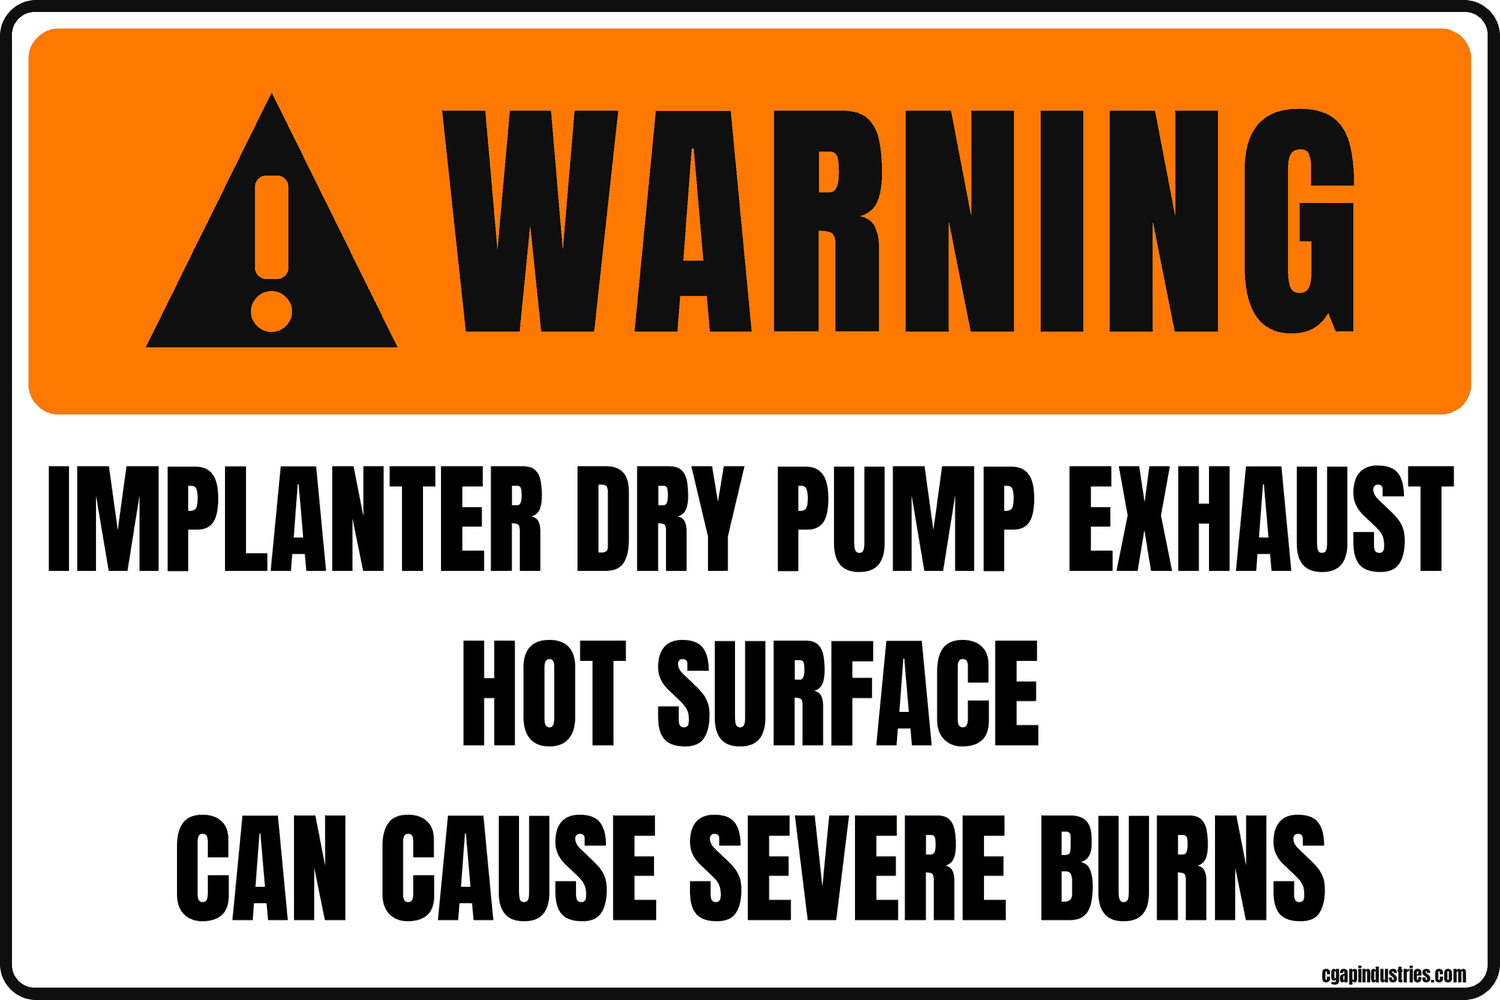 WARNING
IMPLANTER DRY PUMP EXHAUST
HOT SURFACE
CAN CAUSE SEVERE BURNS
cgapindustries.com